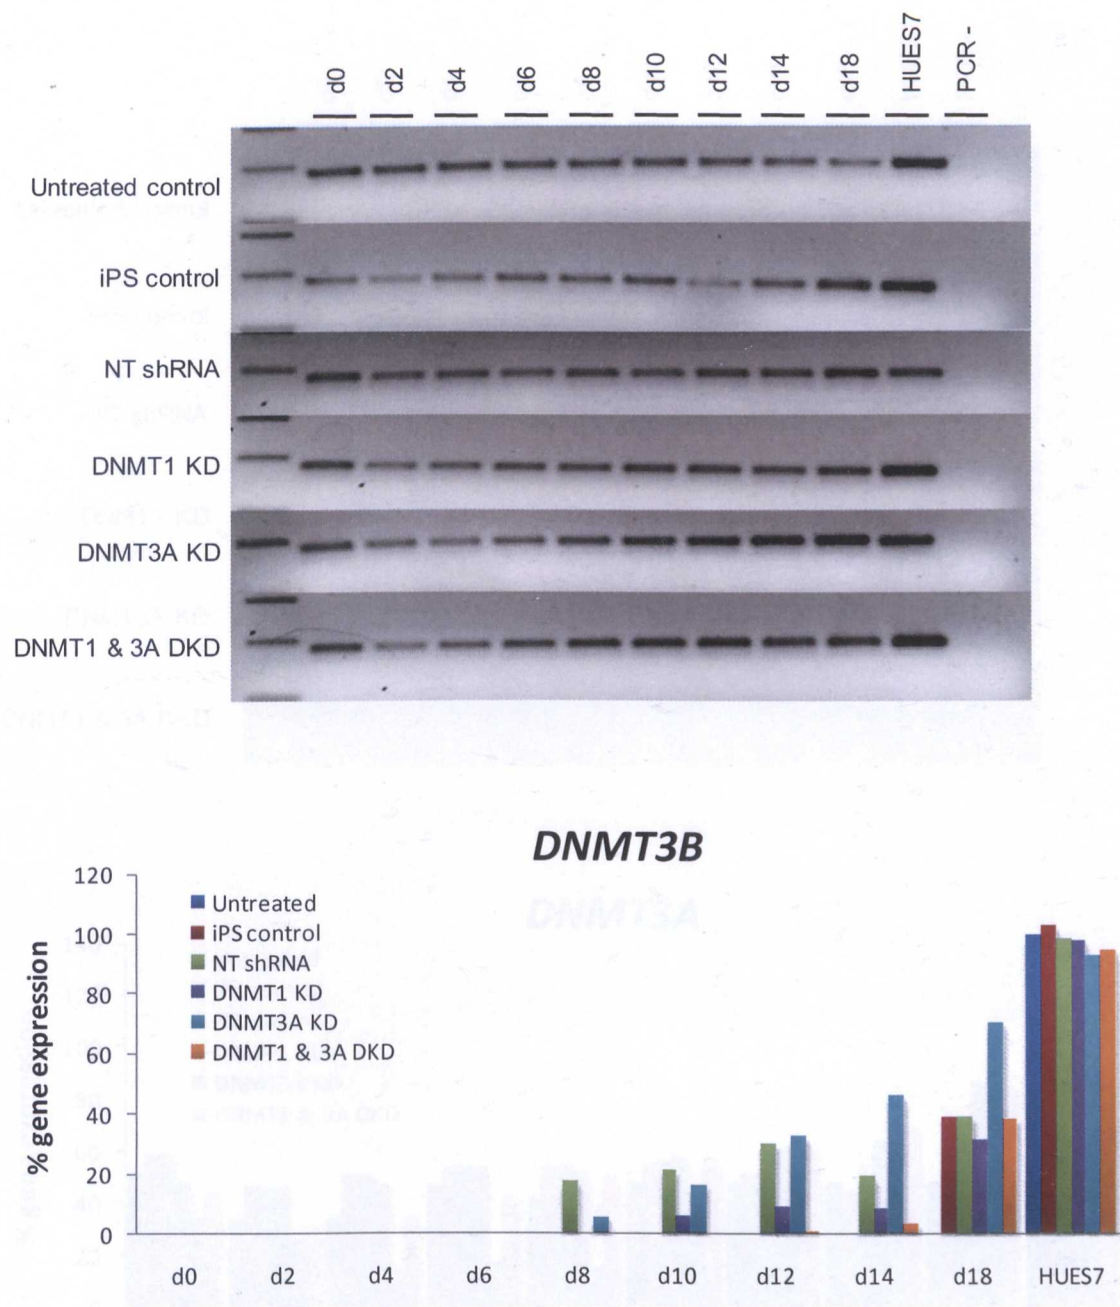 d0 d2 d4 d6 d8 d10 d12 d14 d18 HUES7 PCR -
Untreated control
iPS control
NT shRNA
DNMT1 KD
DNMT3A KD
DNMT1 & 3A DKD
DNMT3B
120
100
80
60
40
20
0
% gene expression
Untreated
iPS control
NT shRNA
DNMT1 KD
DNMT3A KD
DNMT1 & 3A DKD
d0 d2 d4 d6 d8 d10 d12 d14 d18 HUES7
DNMT3A